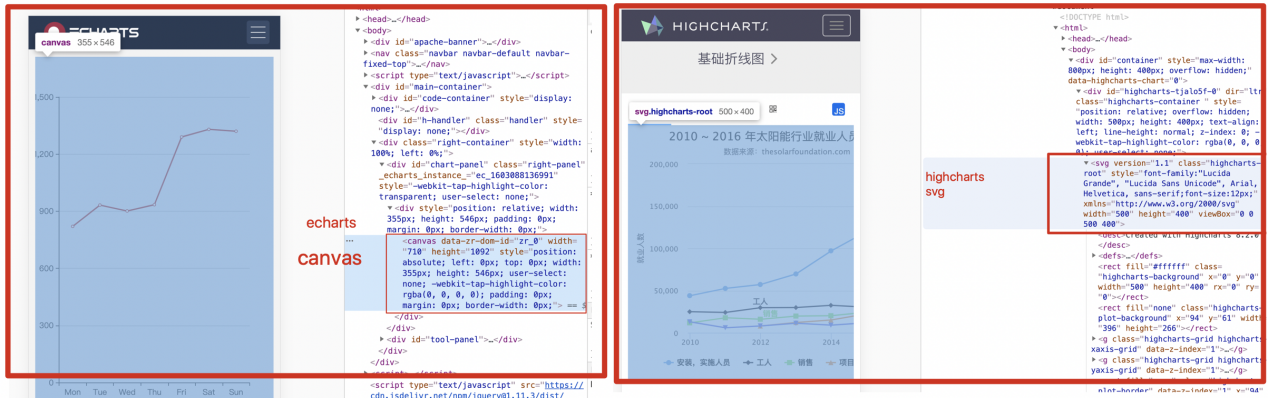 ECHARTS
canvas 355×546
1,500
1,200
900
600
300
0
Mon Tue Wed Thu Fri Sat Sun
<html>
▶<head>…</head>
▼<body>
▶<div id="apache-banner">…</div>
▶<nav class="navbar navbar-default navbar-
fixed-top">…</nav>
▶<script type="text/javascript">…</script>
▼<div id="main-container">
▶<div id="code-container" style="display:
none;">…</div>
<div id="h-handler" class="handler" style=
"display: none;"></div>
▼<div class="right-container" style="width:
100%; left: 0%;">
▼<div id="chart-panel" class="right-panel"
_echarts_instance_="ec_1603088136991"
style="-webkit-tap-highlight-color:
transparent; user-select: none;">
▼<div style="position: relative; width:
355px; height: 546px; padding: 0px;
margin: 0px; border-width: 0px;">
<canvas data-zr-dom-id="zr_0" width=
"710" height="1092" style="position:
absolute; left: 0px; top: 0px; width:
355px; height: 546px; user-select:
none; -webkit-tap-highlight-color:
rgba(0, 0, 0, 0); padding: 0px;
margin: 0px; border-width: 0px;"> ==
</div>
</div>
▶<div id="tool-panel">…</div>
</div>
</div>
▶<script>…</script>
<script type="text/javascript" src="https://
cdn.jsdelivr.net/npm/jquery@1.11.3/dist/
echarts
canvas
HIGHCHARTS
基础折线图
svg.highcharts-root 500×400
JS
2010 ~ 2016 年太阳能行业就业人员
数据来源：thesolarfoundation.com
200,000
150,000
100,000
50,000
0
就业人数
工人
销售
2010 2012 2014
安装，实施人员 工人 销售 项目
<!DOCTYPE html>
▼<html>
▶<head>…</head>
▼<body>
▼<div id="container" style="max-width:
800px; height: 400px; overflow: hidden;"
data-highcharts-chart="0">
▼<div id="highcharts-tjalo5f-0" dir="ltr
class="highcharts-container " style=
"position: relative; overflow: hidden;
width: 500px; height: 400px; text-align:
left; line-height: normal; z-index: 0; -
webkit-tap-highlight-color: rgba(0, 0, 0,
0); user-select: none;">
▼<svg version="1.1" class="highcharts-
root" style="font-family:"Lucida
Grande", "Lucida Sans Unicode", Arial,
Helvetica, sans-serif;font-size:12px;"
xmlns="http://www.w3.org/2000/svg"
width="500" height="400" viewBox="0 0
500 400">
<desc>Created with Highcharts 8.2.0
</desc>
▶<defs>…</defs>
<rect fill="#ffffff" class=
"highcharts-background" x="0" y="0"
width="500" height="400" rx="0" ry=
"0"></rect>
<rect fill="none" class="highcharts-
plot-background" x="94" y="61" width
"396" height="266"></rect>
▶<g class="highcharts-grid highcharts
xaxis-grid" data-z-index="1">…</g>
▶<g class="highcharts-grid highcharts
yaxis-grid" data-z-index="1">…</g>
plot-border" data-z-index="1" x="94"
highcharts
svg